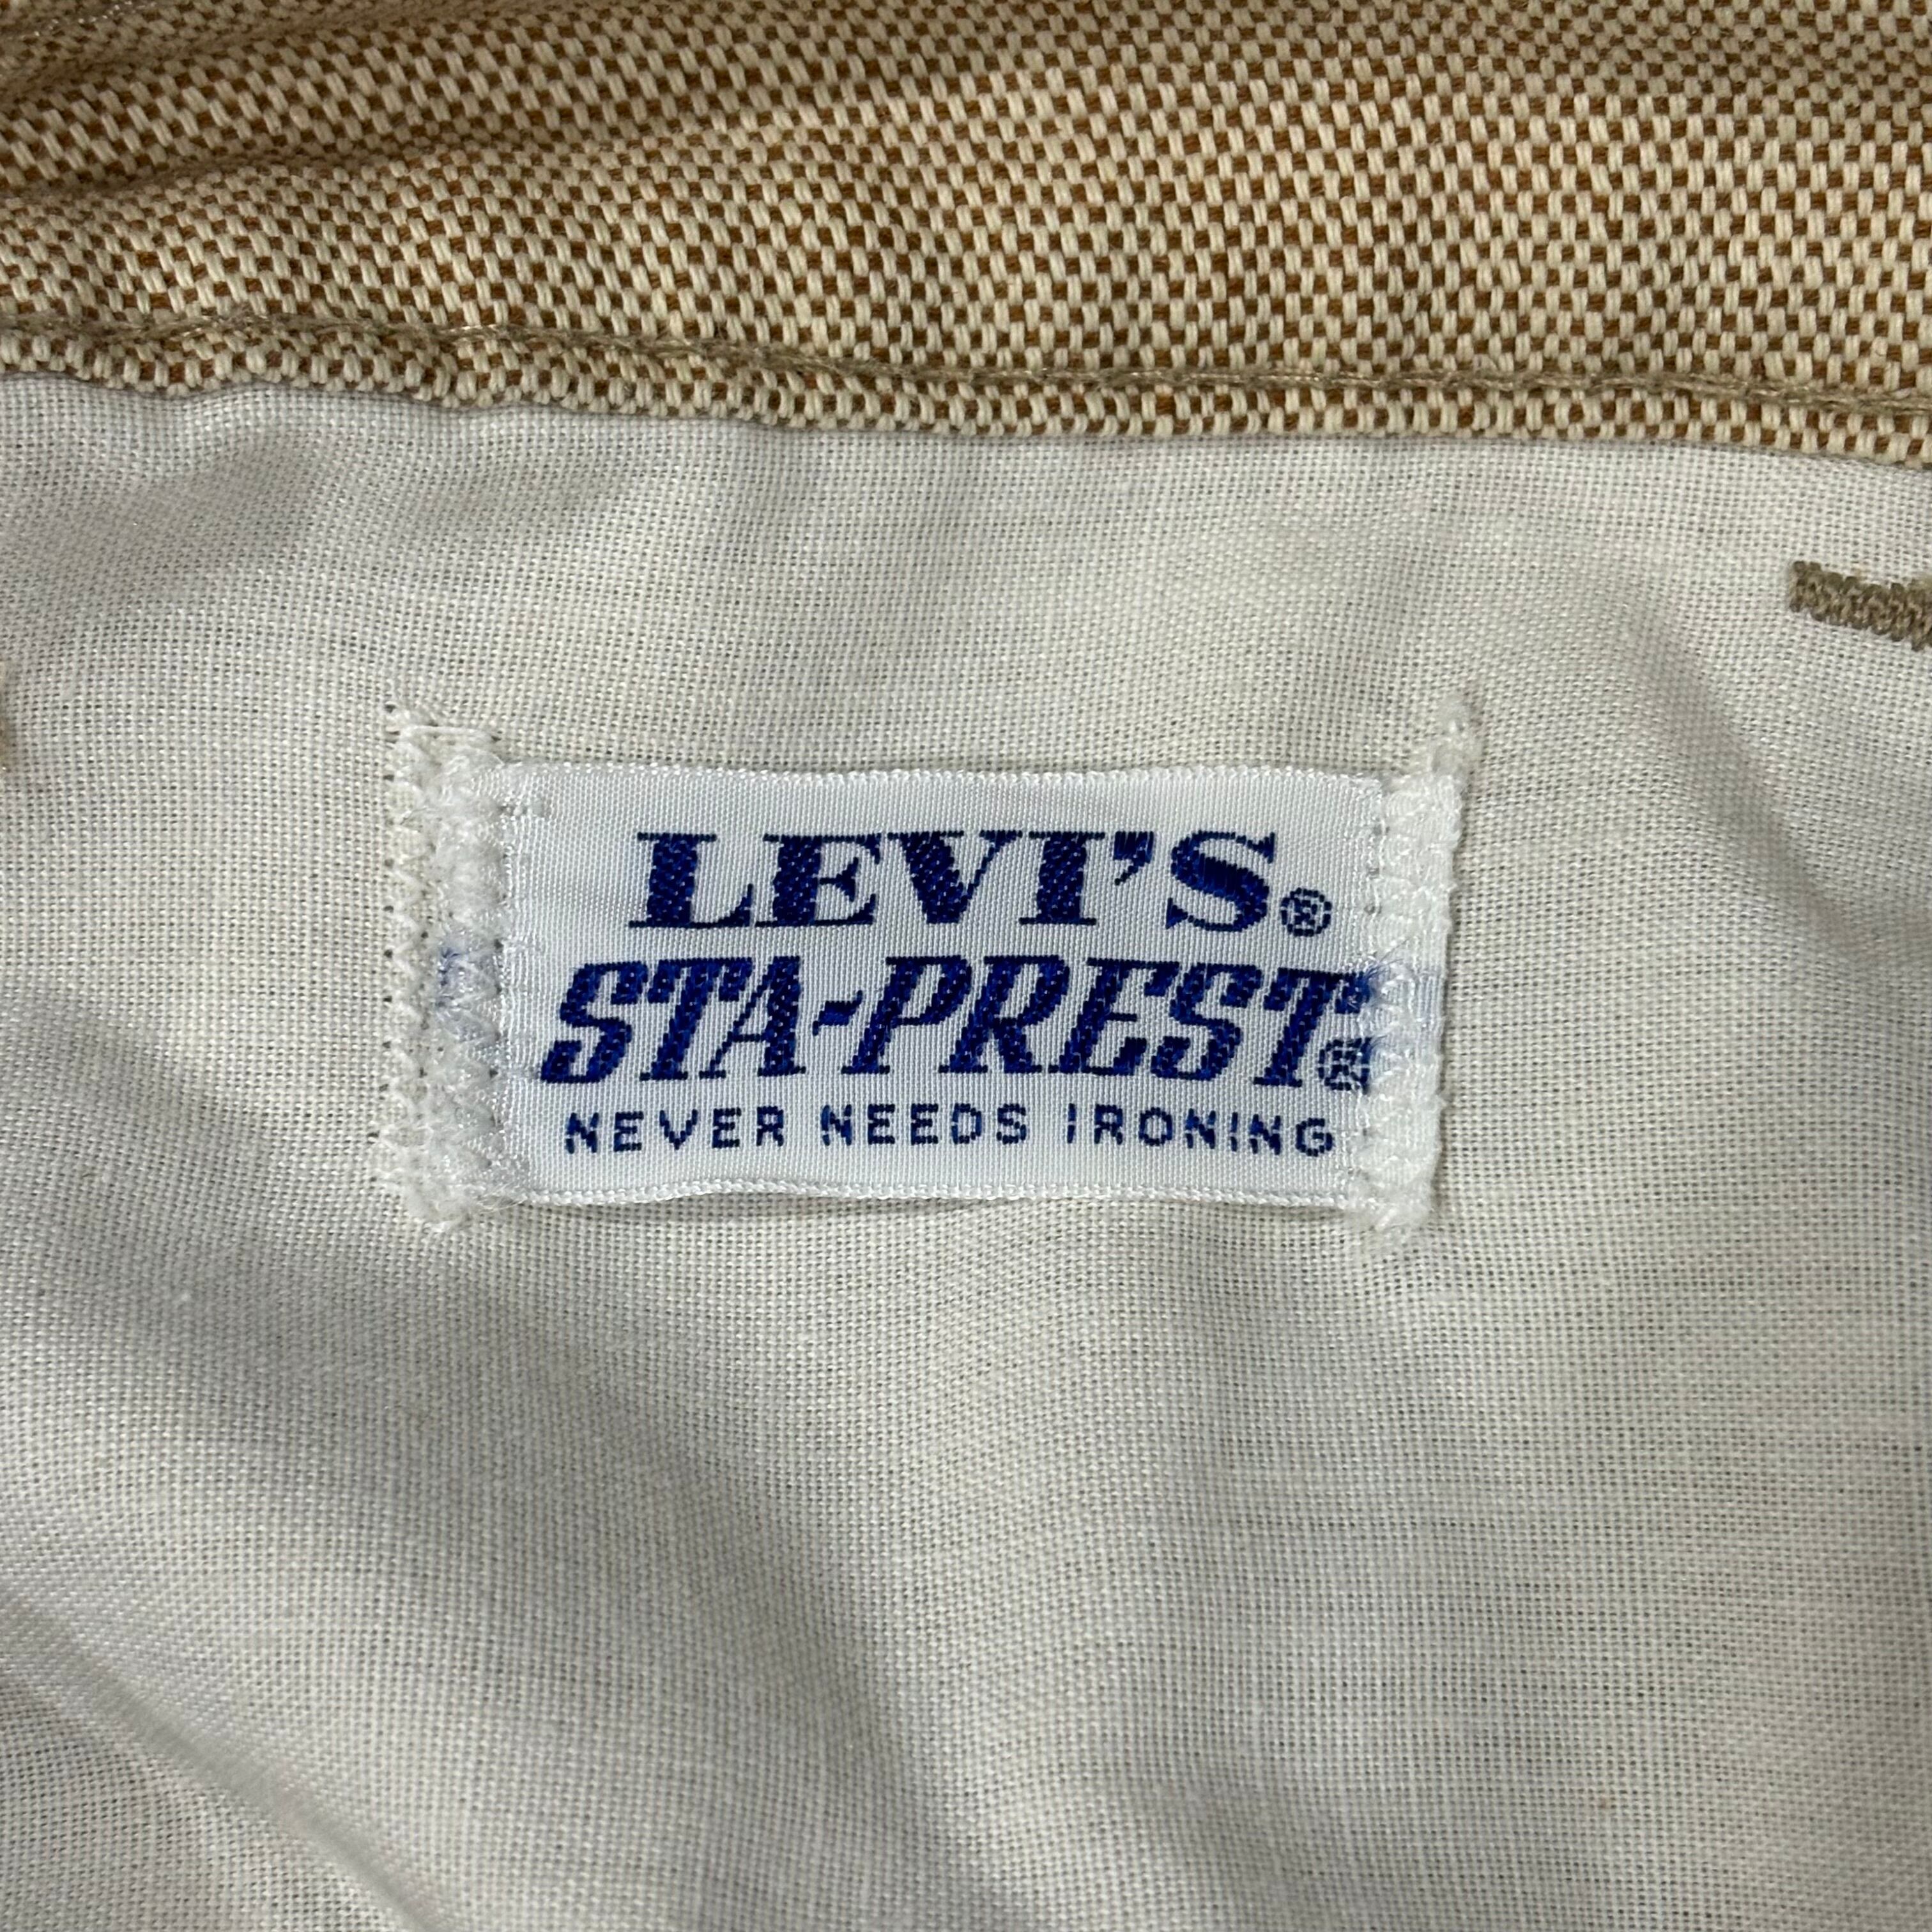 LEVI'S®
STA-PREST®
NEVER NEEDS IRONING